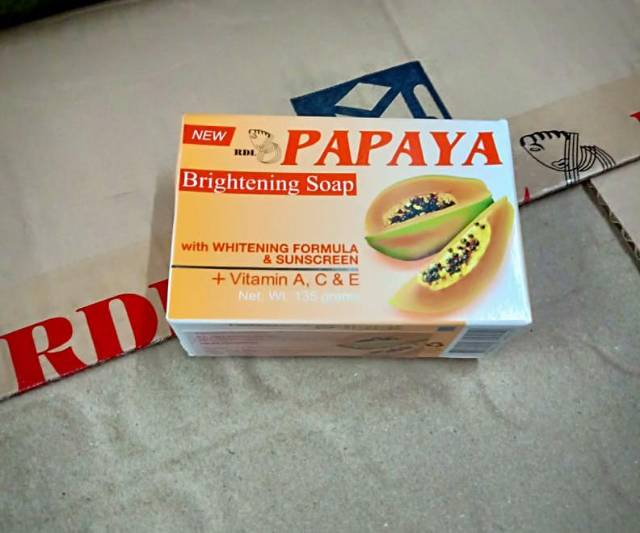 NEW
RDL
PAPAYA
Brightening Soap
with WHITENING FORMULA
& SUNSCREEN
+ Vitamin A, C & E
Net. Wt. 135 grams
RDL